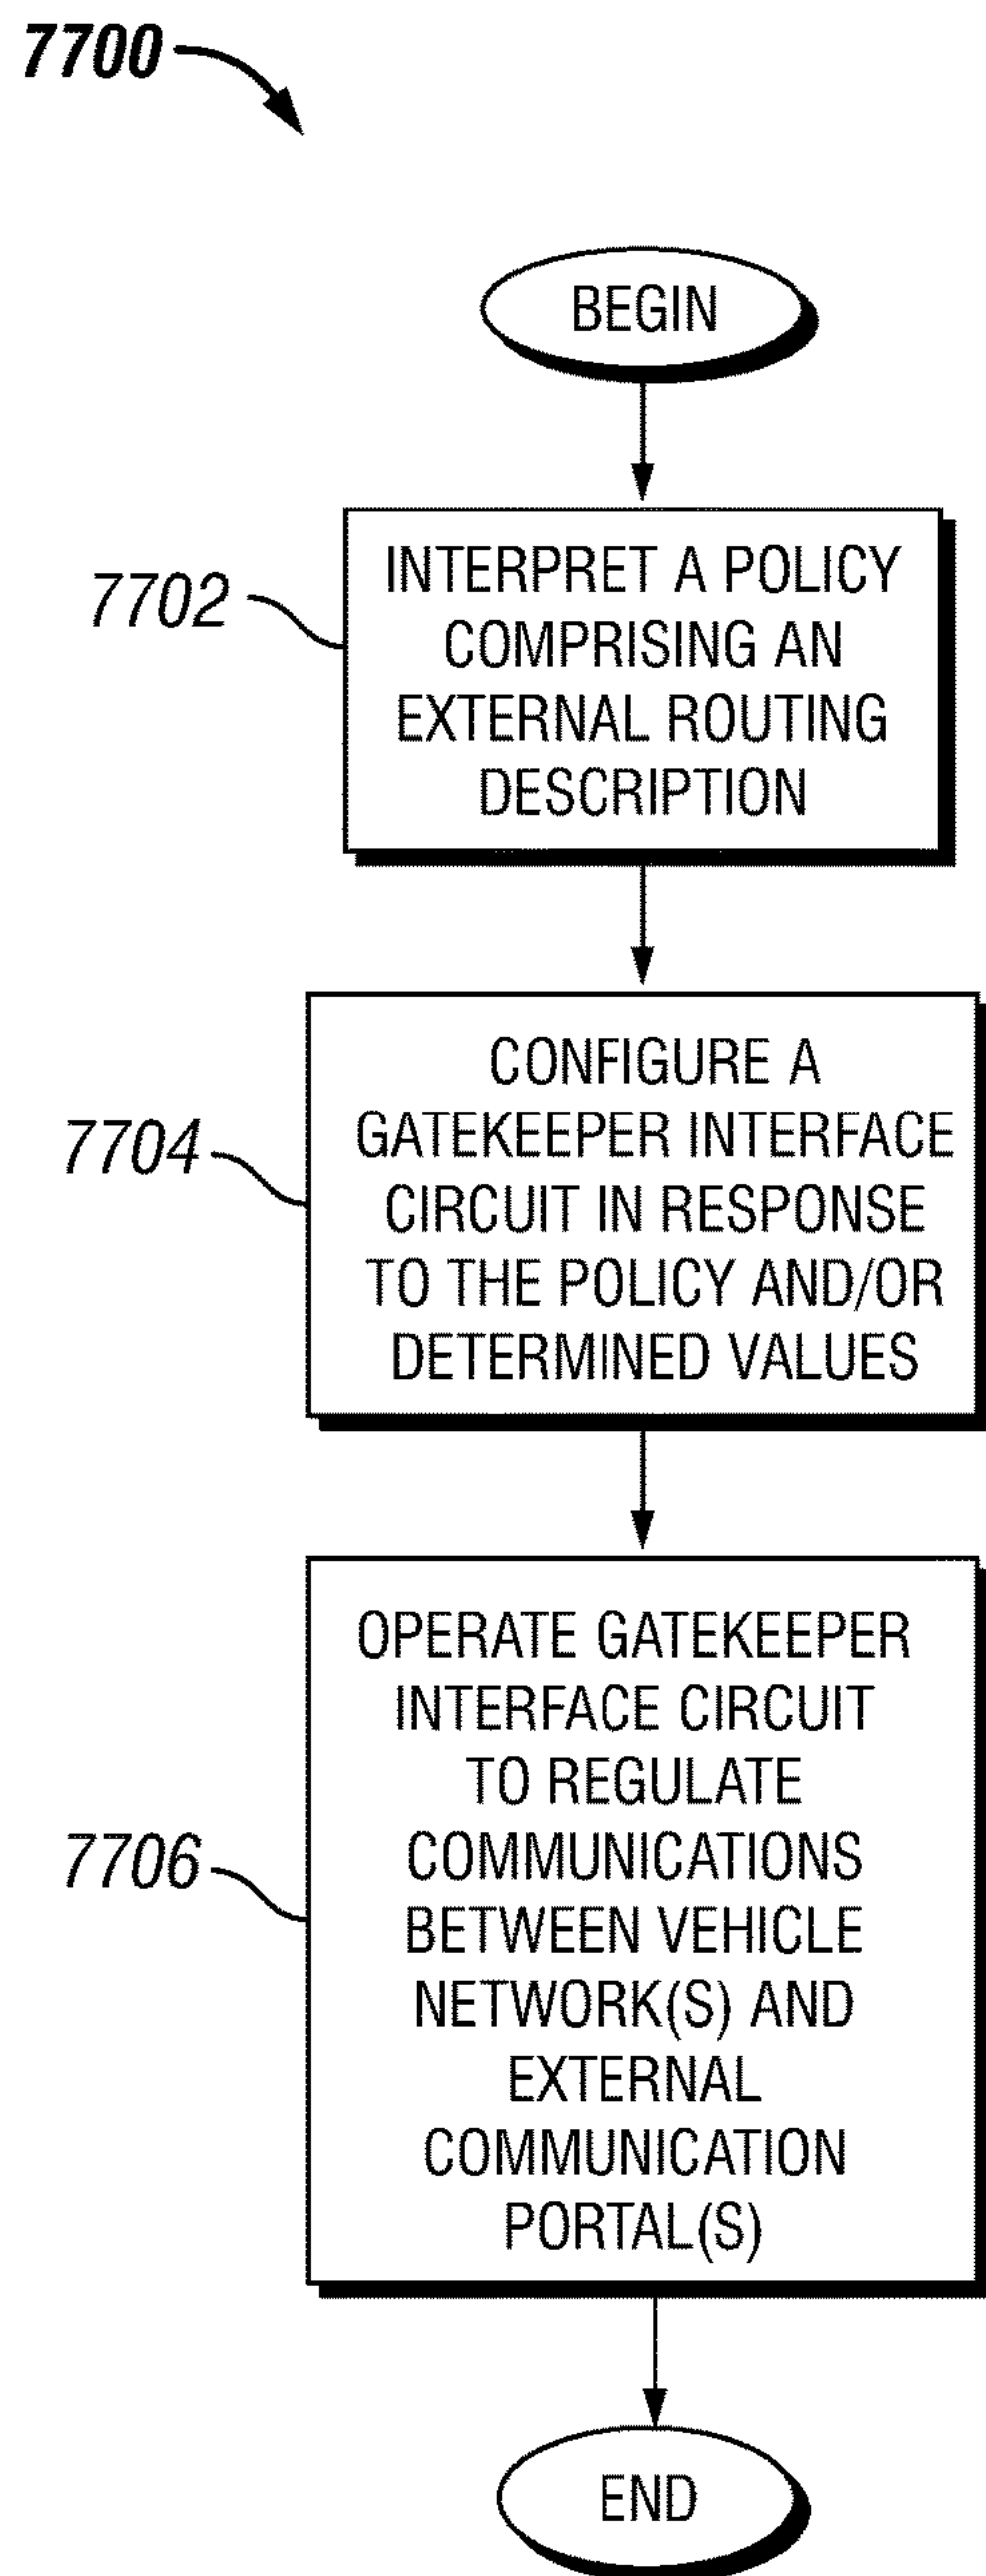 7700
BEGIN
7702
INTERPRET A POLICY
COMPRISING AN
EXTERNAL ROUTING
DESCRIPTION
7704
CONFIGURE A
GATEKEEPER INTERFACE
CIRCUIT IN RESPONSE
TO THE POLICY AND/OR
DETERMINED VALUES
7706
OPERATE GATEKEEPER
INTERFACE CIRCUIT
TO REGULATE
COMMUNICATIONS
BETWEEN VEHICLE
NETWORK(S) AND
EXTERNAL
COMMUNICATION
PORTAL(S)
END